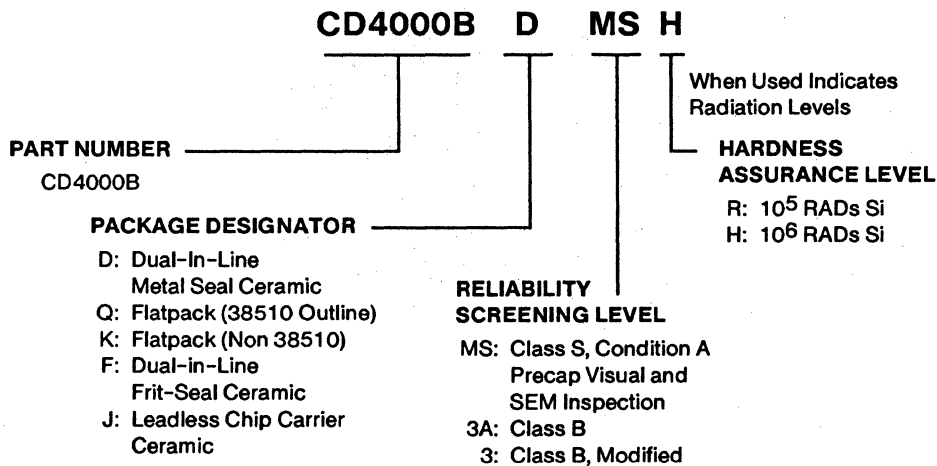 CD4000B D MS H
When Used Indicates
Radiation Levels
PART NUMBER
CD4000B
HARDNESS
ASSURANCE LEVEL
R: 10⁵ RADs Si
H: 10⁶ RADs Si
PACKAGE DESIGNATOR
D: Dual-In-Line
Metal Seal Ceramic
Q: Flatpack (38510 Outline)
K: Flatpack (Non 38510)
F: Dual-in-Line
Frit-Seal Ceramic
J: Leadless Chip Carrier
Ceramic
RELIABILITY
SCREENING LEVEL
MS: Class S, Condition A
Precap Visual and
SEM Inspection
3A: Class B
3: Class B, Modified